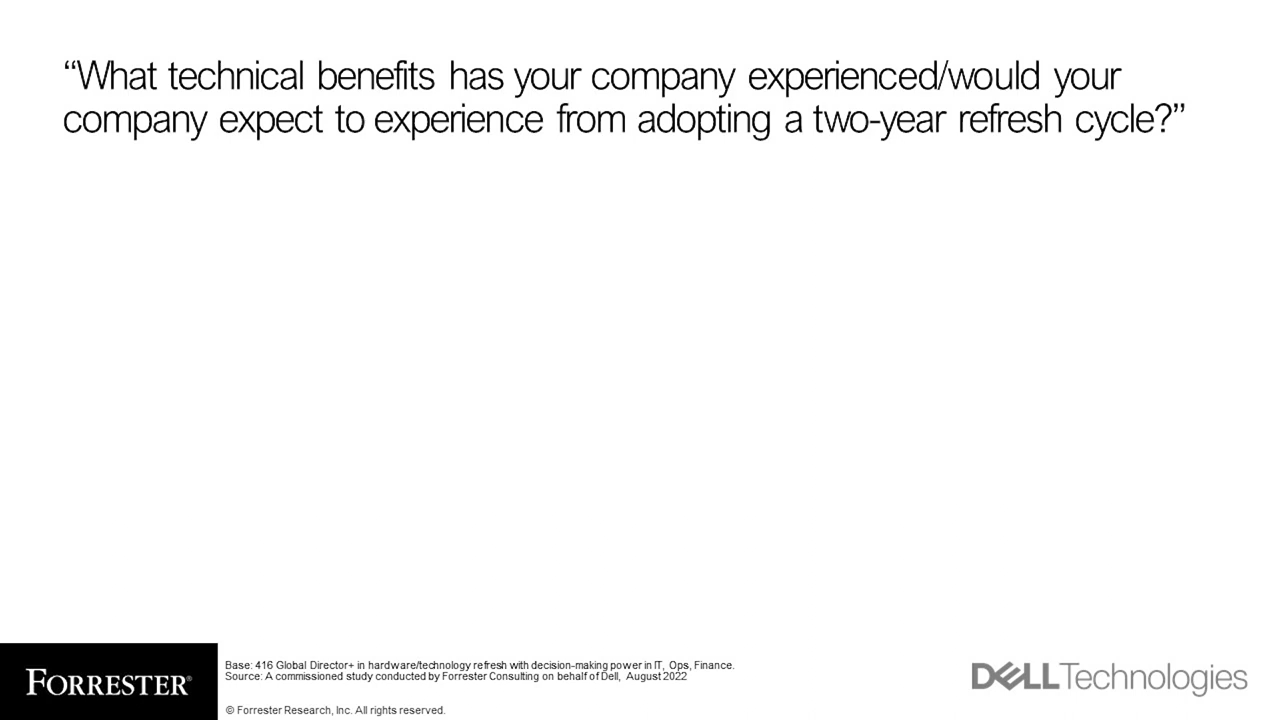 “What technical benefits has your company experienced/would your
company expect to experience from adopting a two-year refresh cycle?”
FORRESTER®
Base: 416 Global Director+ in hardware/technology refresh with decision-making power in IT, Ops, Finance.
Source: A commissioned study conducted by Forrester Consulting on behalf of Dell, August 2022
© Forrester Research, Inc. All rights reserved.
DELL Technologies